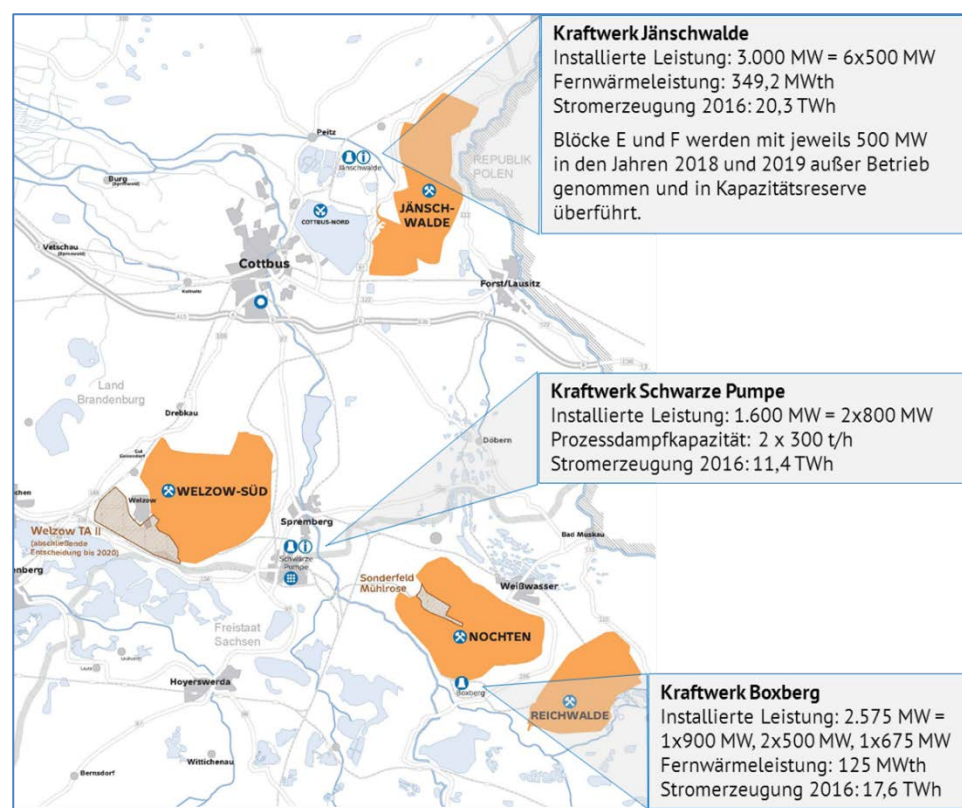 Kraftwerk Jänschwalde
Installierte Leistung: 3.000 MW = 6x500 MW
Fernwärmeleistung: 349,2 MWth
Stromerzeugung 2016: 20,3 TWh
Blöcke E und F werden mit jeweils 500 MW
in den Jahren 2018 und 2019 außer Betrieb
genommen und in Kapazitätsreserve
überführt.
Peitz
Jänschwalde
REPUBLIK
POLEN
Burg
(Spreewald)
COTTBUS-NORD
JÄNSCH-
WALDE
Vetschau
(Spreewald)
Cottbus
Kolkwitz
Forst/Lausitz
Land
Brandenburg
Drebkau
Kraftwerk Schwarze Pumpe
Installierte Leistung: 1.600 MW = 2x800 MW
Prozessdampfkapazität: 2 x 300 t/h
Stromerzeugung 2016: 11,4 TWh
Döbern
Welzow
WELZOW-SÜD
Spremberg
Welzow TA II
(abschließende
Entscheidung bis 2020)
Schwarze
Pumpe
Bad Muskau
Sonderfeld
Mühlrose
Weißwasser
Freistaat
Sachsen
NOCHTEN
Hoyerswerda
Boxberg
REICHWALDE
Kraftwerk Boxberg
Installierte Leistung: 2.575 MW =
1x900 MW, 2x500 MW, 1x675 MW
Fernwärmeleistung: 125 MWth
Stromerzeugung 2016: 17,6 TWh
Wittichenau
Bernsdorf